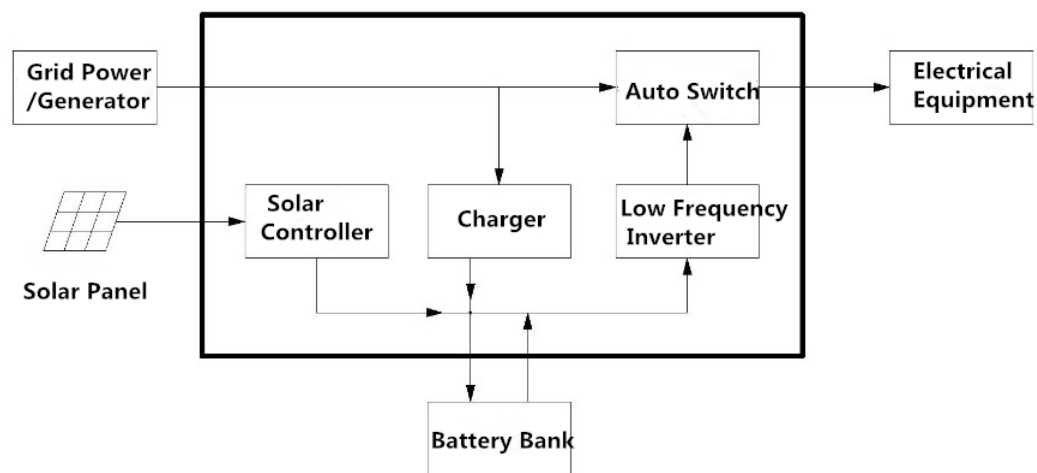 Grid Power
/Generator
Auto Switch
Electrical
Equipment
Solar
Controller
Charger
Low Frequency
Inverter
Solar Panel
Battery Bank